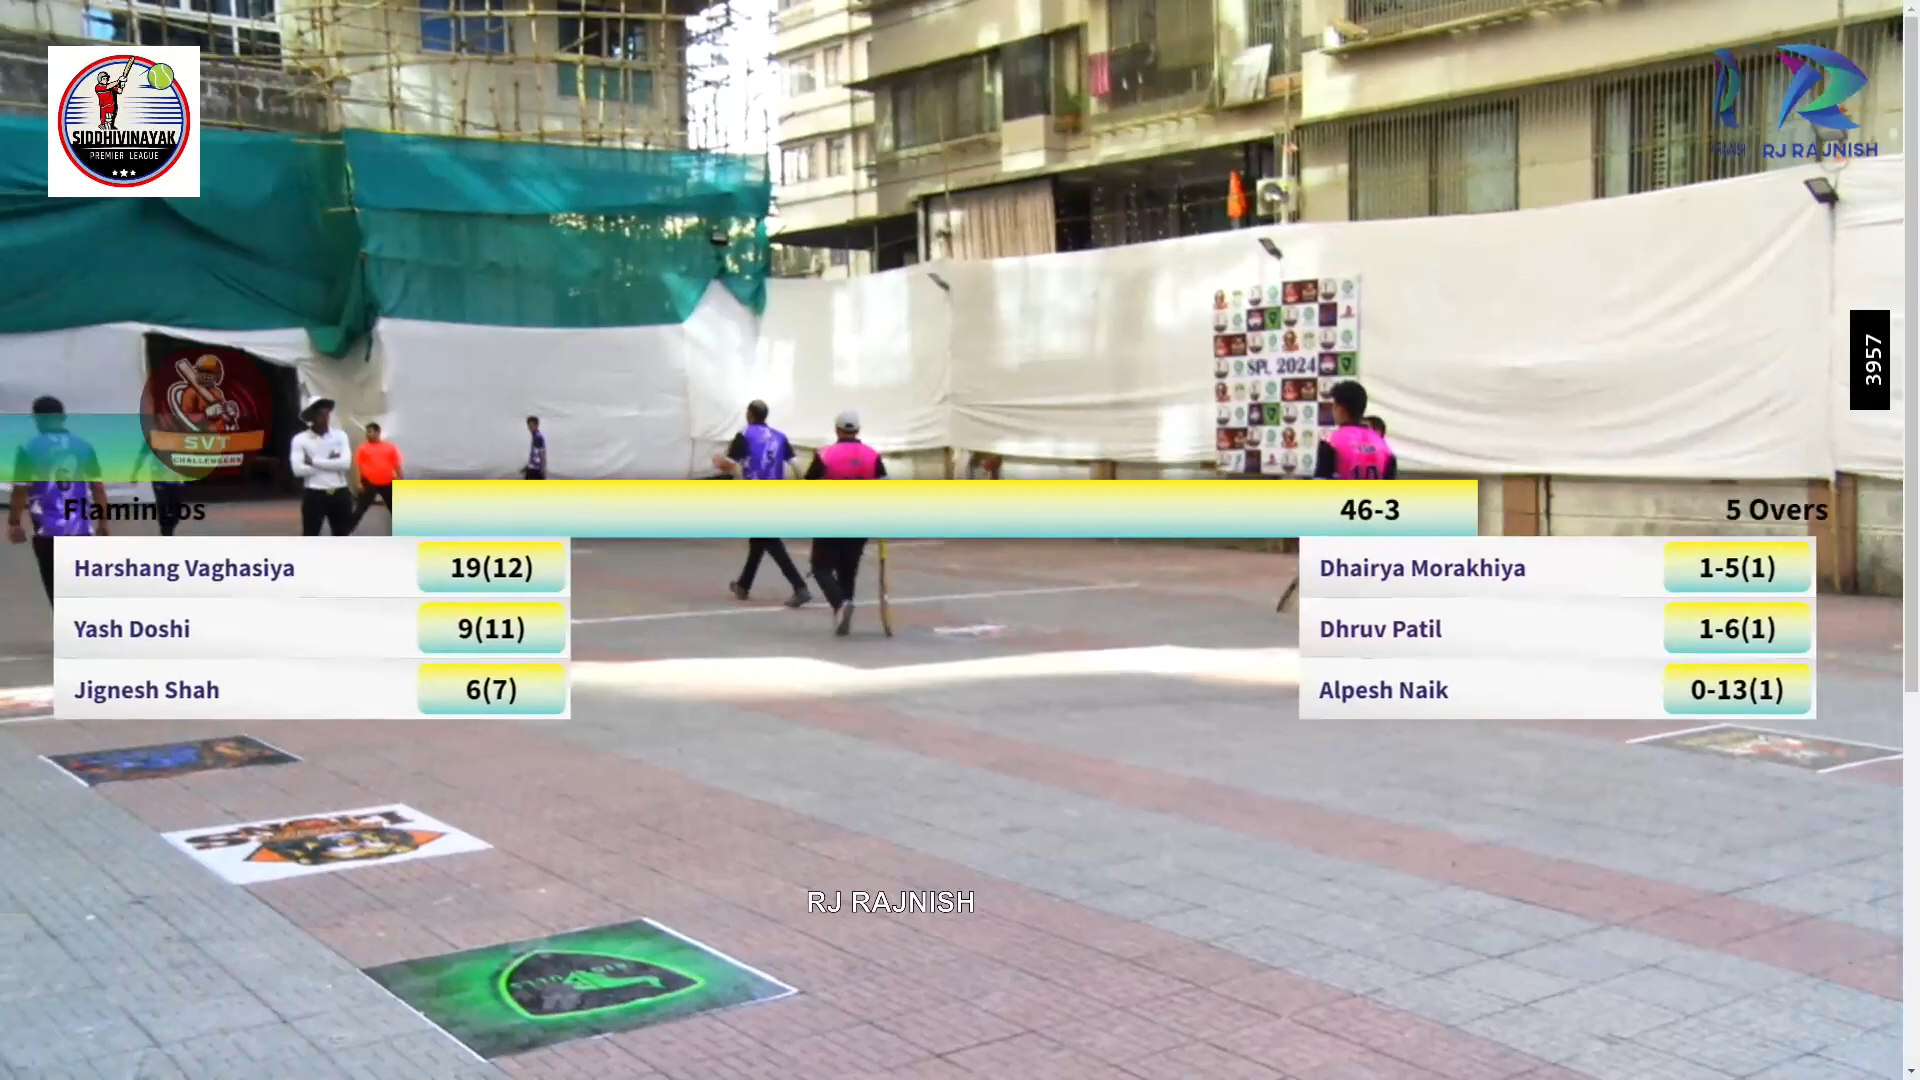 SIDDHIVINAYAK
PREMIER LEAGUE
RJ RAJNISH
3957
SPL 2024
SVT
CHALLENGERS
Flamingos
46-3
5 Overs
Harshang Vaghasiya
19(12)
Dhairya Morakhiya
1-5(1)
Yash Doshi
9(11)
Dhruv Patil
1-6(1)
Jignesh Shah
6(7)
Alpesh Naik
0-13(1)
RJ RAJNISH